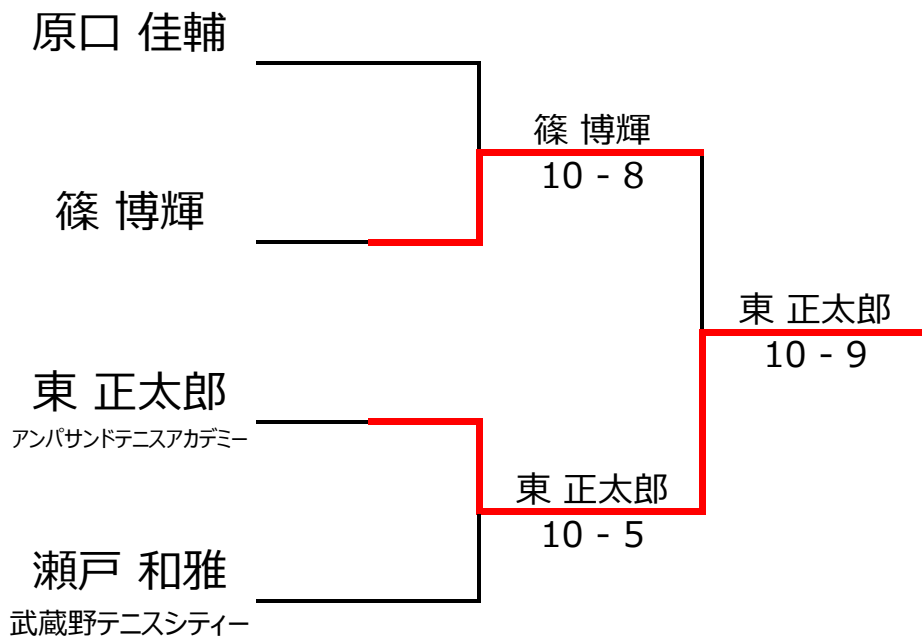 原口 佳輔
篠 博輝
10 - 8
篠 博輝
東 正太郎
10 - 9
東 正太郎
アンパサンドテニスアカデミー
東 正太郎
10 - 5
瀬戸 和雅
武蔵野テニスシティー